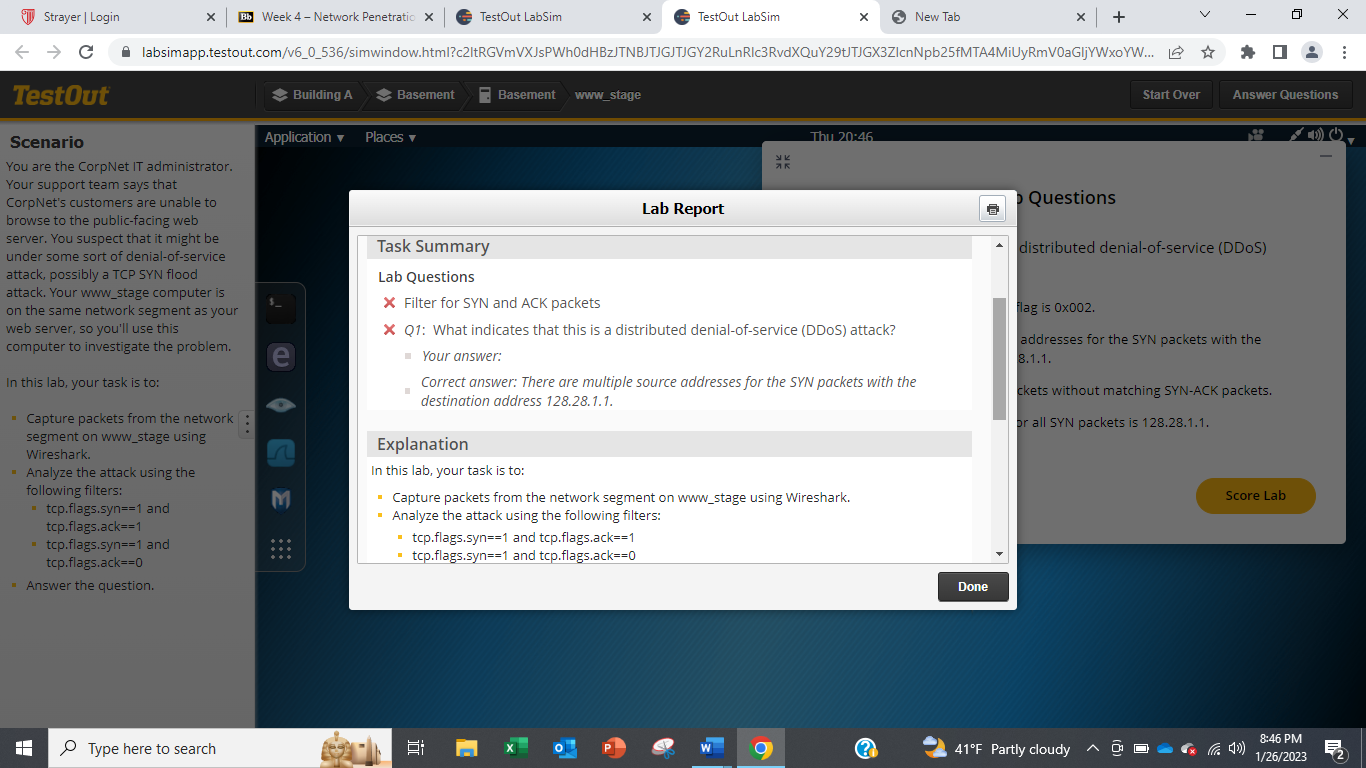 Strayer | Login
Week 4 – Network Penetratio
TestOut LabSim
TestOut LabSim
New Tab
labsimapp.testout.com/v6_0_536/simwindow.html?
TestOut
Building A
Basement
Basement
www_stage
Start Over
Answer Questions
Scenario
You are the CorpNet IT administrator.
Your support team says that
CorpNet's customers are unable to
browse to the public-facing web
server. You suspect that it might be
under some sort of denial-of-service
attack, possibly a TCP SYN flood
attack. Your www_stage computer is
on the same network segment as your
web server, so you'll use this
computer to investigate the problem.
In this lab, your task is to:
Capture packets from the network
segment on www_stage using
Wireshark.
Analyze the attack using the
following filters:
tcp.flags.syn==1 and
tcp.flags.ack==1
tcp.flags.syn==1 and
tcp.flags.ack==0
Answer the question.
Application
Places
Thu 20:46
Questions
distributed denial-of-service (DDoS)
flag is 0x002.
addresses for the SYN packets with the
8.1.1.
ckets without matching SYN-ACK packets.
or all SYN packets is 128.28.1.1.
Score Lab
Lab Report
Task Summary
Lab Questions
Filter for SYN and ACK packets
Q1: What indicates that this is a distributed denial-of-service (DDoS) attack?
Your answer:
Correct answer: There are multiple source addresses for the SYN packets with the
destination address 128.28.1.1.
Explanation
In this lab, your task is to:
Capture packets from the network segment on www_stage using Wireshark.
Analyze the attack using the following filters:
tcp.flags.syn==1 and tcp.flags.ack==1
tcp.flags.syn==1 and tcp.flags.ack==0
Done
Type here to search
41°F Partly cloudy
8:46 PM
1/26/2023
2